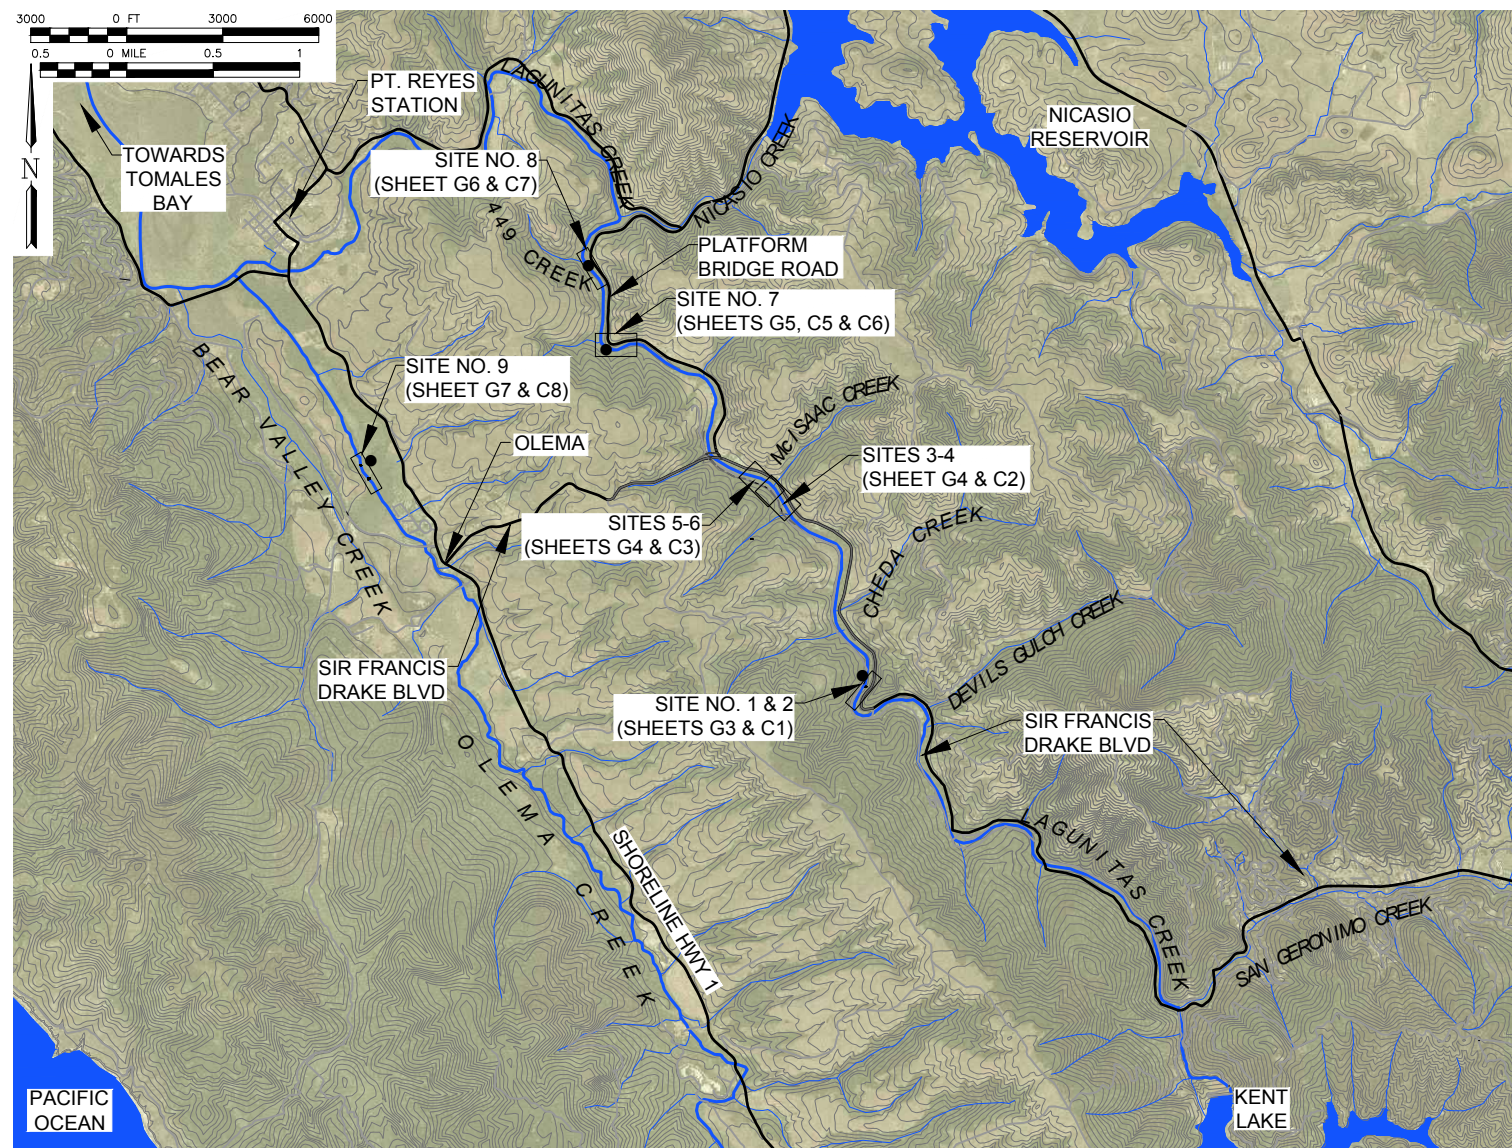 3000 0 FT 3000 6000
0.5 0 MILE 0.5 1
N
TOWARDS
TOMALES
BAY
PT. REYES
STATION
LAGUNITAS CREEK
SITE NO. 8
(SHEET G6 & C7)
449 CREEK
NICASIO CREEK
NICASIO
RESERVOIR
PLATFORM
BRIDGE ROAD
SITE NO. 7
(SHEETS G5, C5 & C6)
BEAR VALLEY CREEK
SITE NO. 9
(SHEET G7 & C8)
OLEMA
McISAAC CREEK
SITES 3-4
(SHEET G4 & C2)
SITES 5-6
(SHEETS G4 & C3)
CHEDA CREEK
DEVILS GULCH CREEK
SIR FRANCIS
DRAKE BLVD
SITE NO. 1 & 2
(SHEETS G3 & C1)
SIR FRANCIS
DRAKE BLVD
OLEMA CREEK
SHORELINE HWY 1
LAGUNITAS CREEK
SAN GERONIMO CREEK
PACIFIC
OCEAN
KENT
LAKE